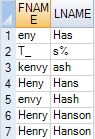 FNAME LNAME
1 eny Has
2 T_ s%
3 kenvy ash
4 Heny Hans
5 envy Hash
6 Henry Hanson
7 Henry Hanson